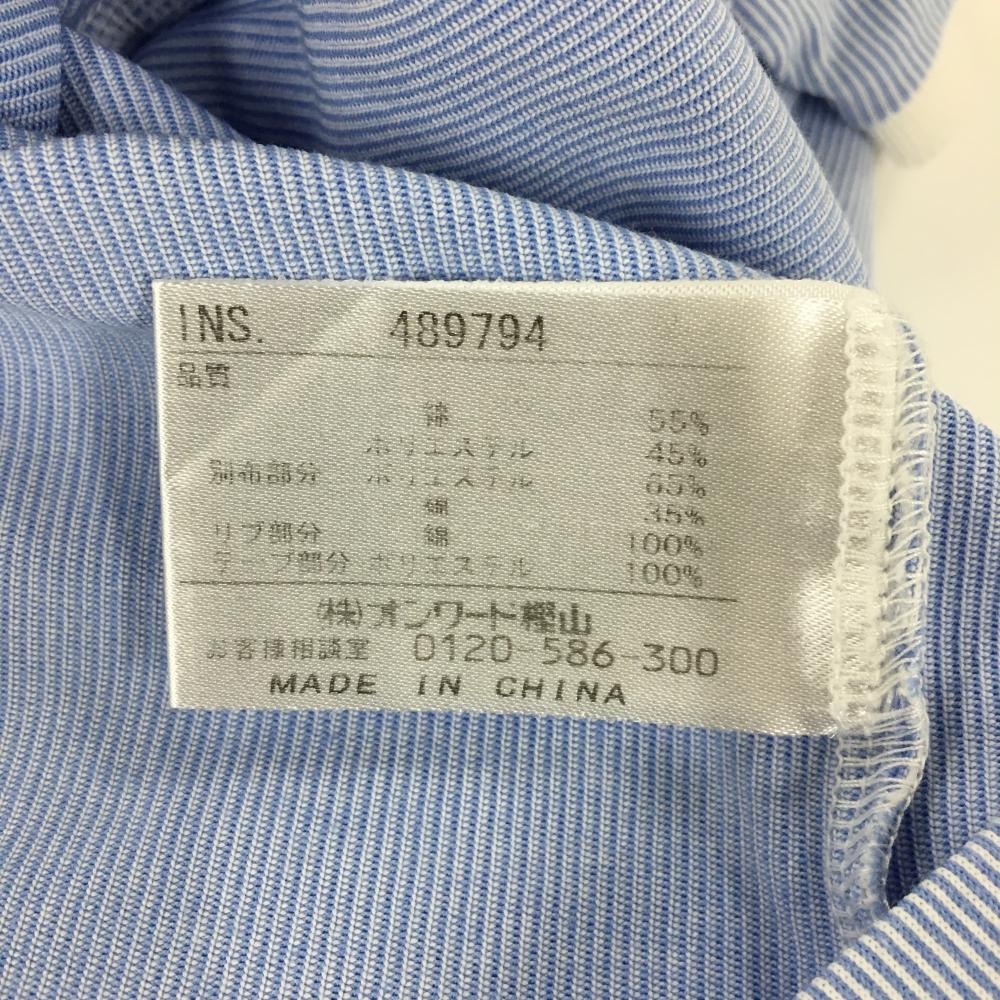 INS. 489794
品質
綿 55%
ポリエステル 45%
別布部分 ポリエステル 65%
綿 35%
リブ部分 綿 100%
テープ部分 ポリエステル 100%
(株)オンワード樫山
お客様相談室 0120-586-300
MADE IN CHINA